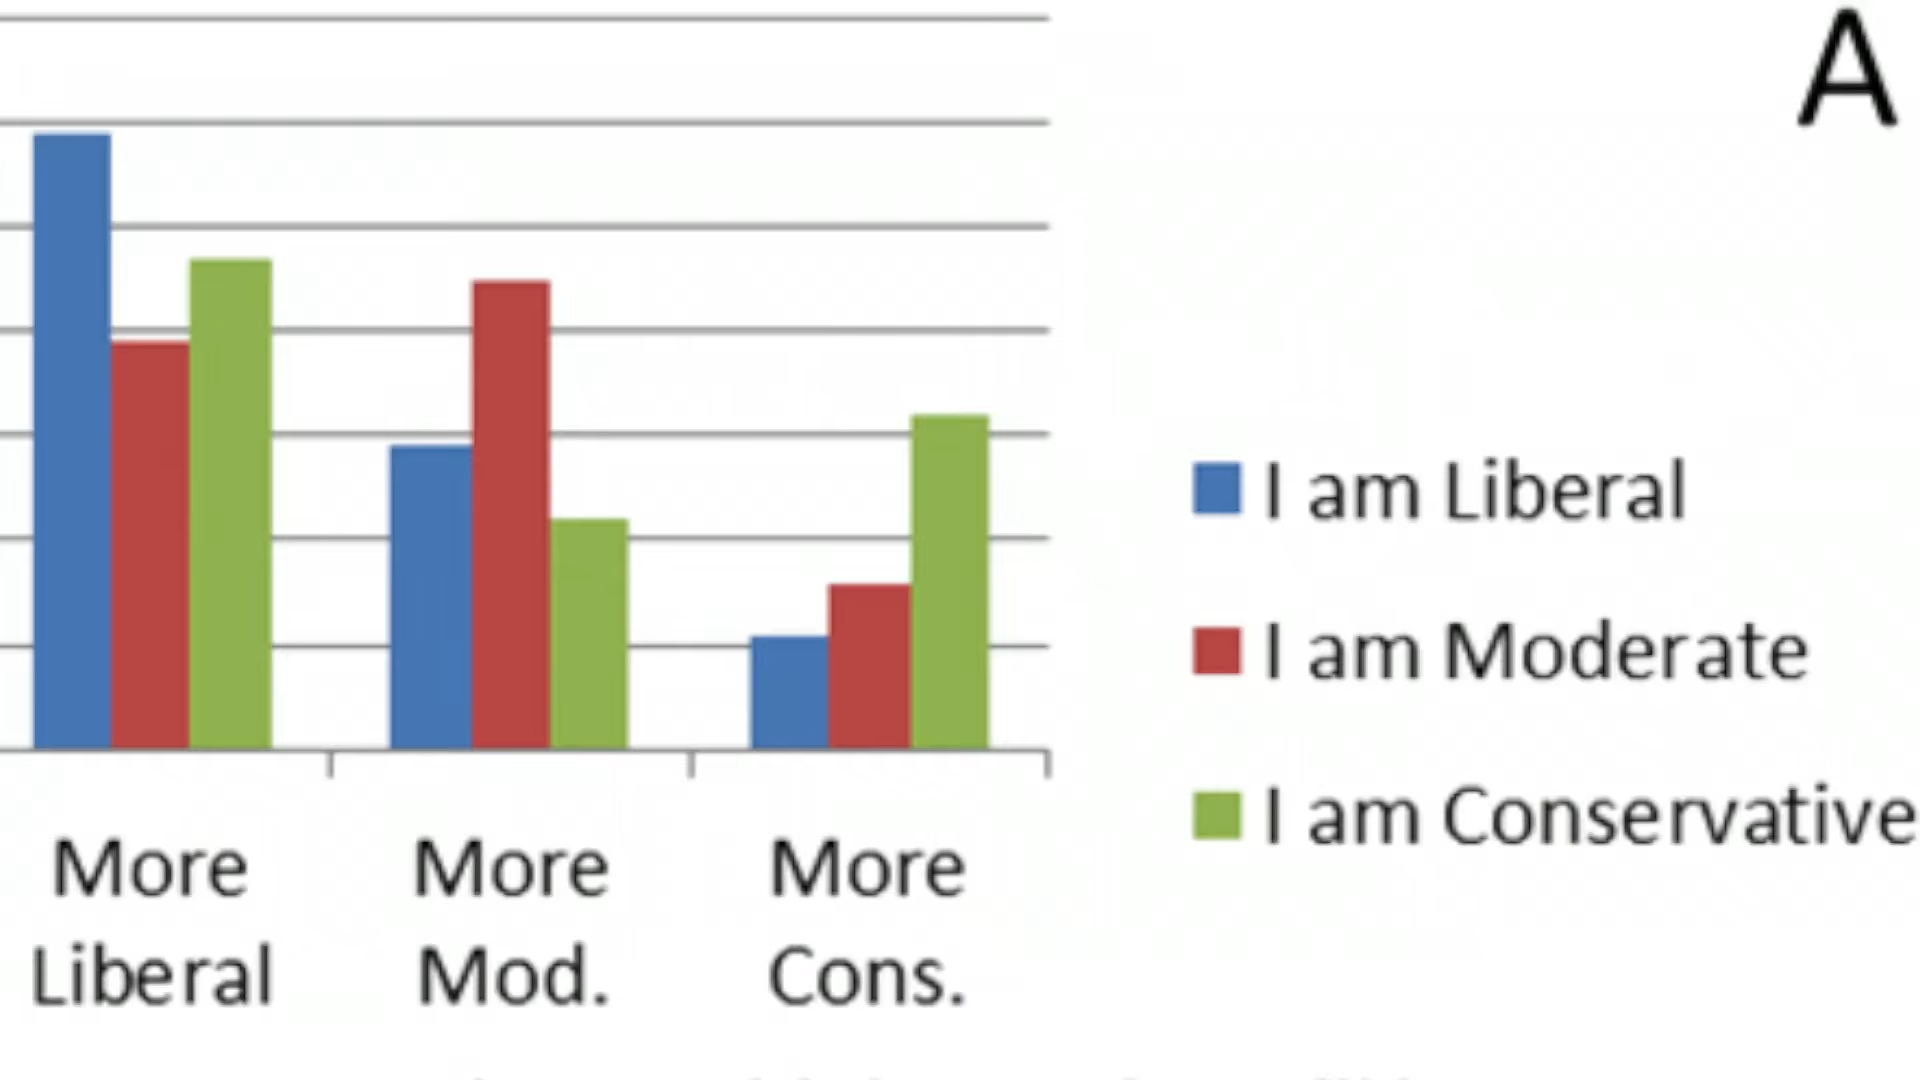 A
I am Liberal
I am Moderate
I am Conservative
More Liberal
More Mod.
More Cons.